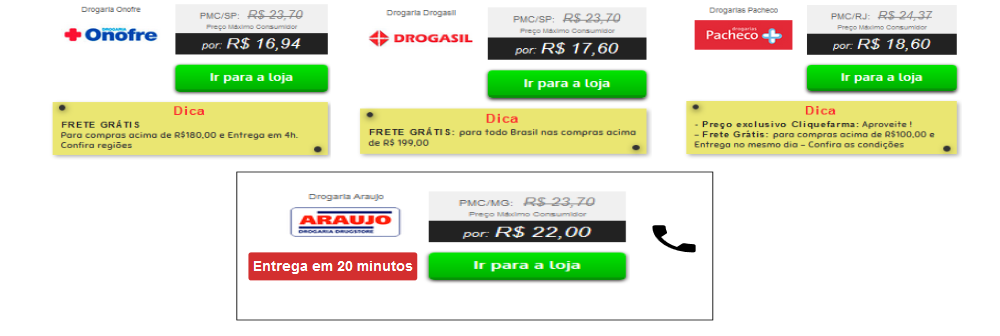 Drogaria Onofre
DROGARIA
Onofre
PMC/SP: R$ 23,70
Preço Máximo Consumidor
por: R$ 16,94
Ir para a loja
Dica
FRETE GRÁTIS
Para compras acima de R$180,00 e Entrega em 4h.
Confira regiões
Drogaria Drogasil
DROGASIL
PMC/SP: R$ 23,70
Preço Máximo Consumidor
por: R$ 17,60
Ir para a loja
Dica
FRETE GRÁTIS: para todo Brasil nas compras acima
de R$ 199,00
Drogarias Pacheco
drogarias
Pacheco
PMC/RJ: R$ 24,37
Preço Máximo Consumidor
por: R$ 18,60
Ir para a loja
Dica
- Preço exclusivo Cliquefarma: Aproveite !
- Frete Grátis: para compras acima de R$100,00 e
Entrega no mesmo dia - Confira as condições
Drogaria Araujo
ARAUJO
DROGARIA DRUGSTORE
Entrega em 20 minutos
PMC/MG: R$ 23,70
Preço Máximo Consumidor
por: R$ 22,00
Ir para a loja